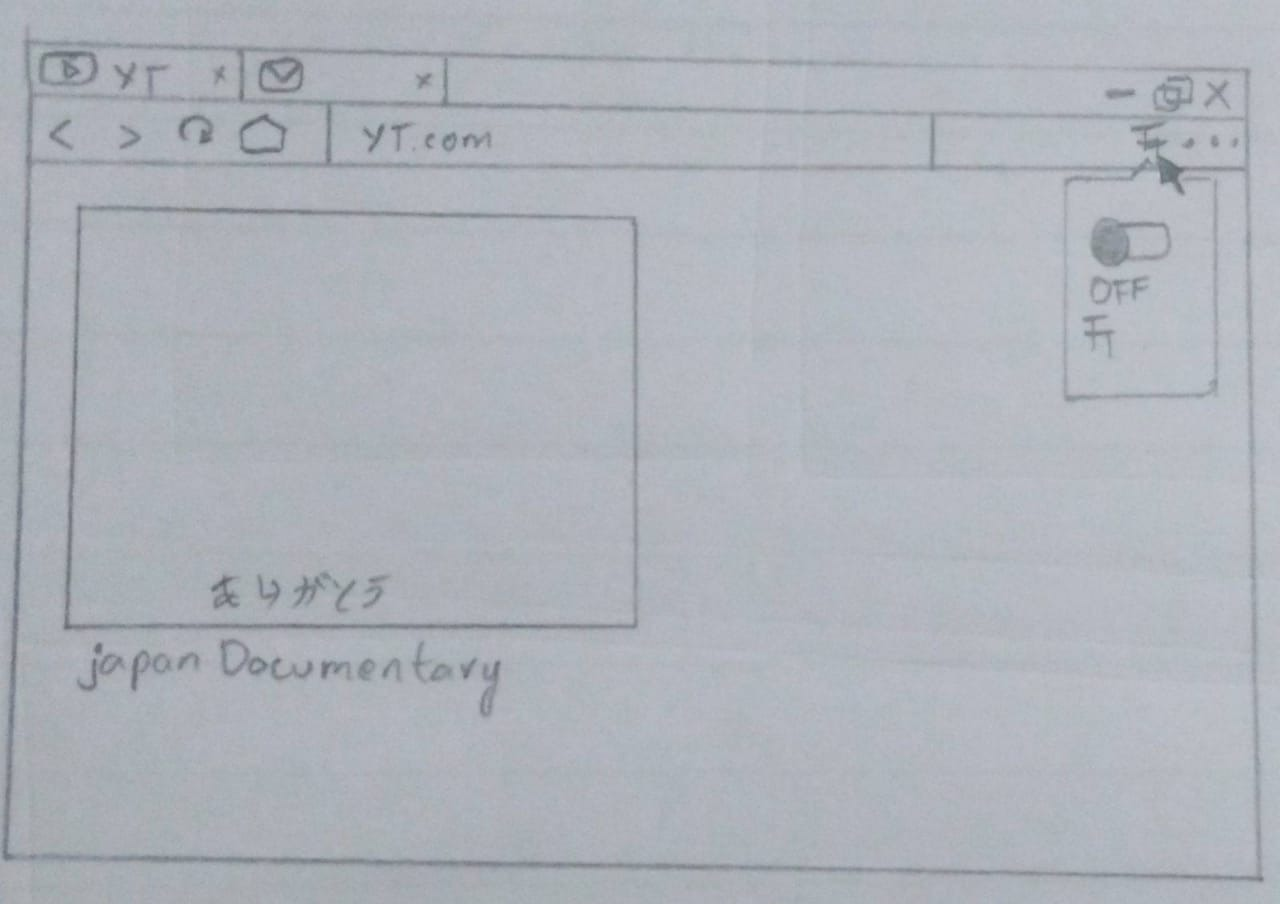 YT
YT.com
OFF
ありがとう
japan Documentary